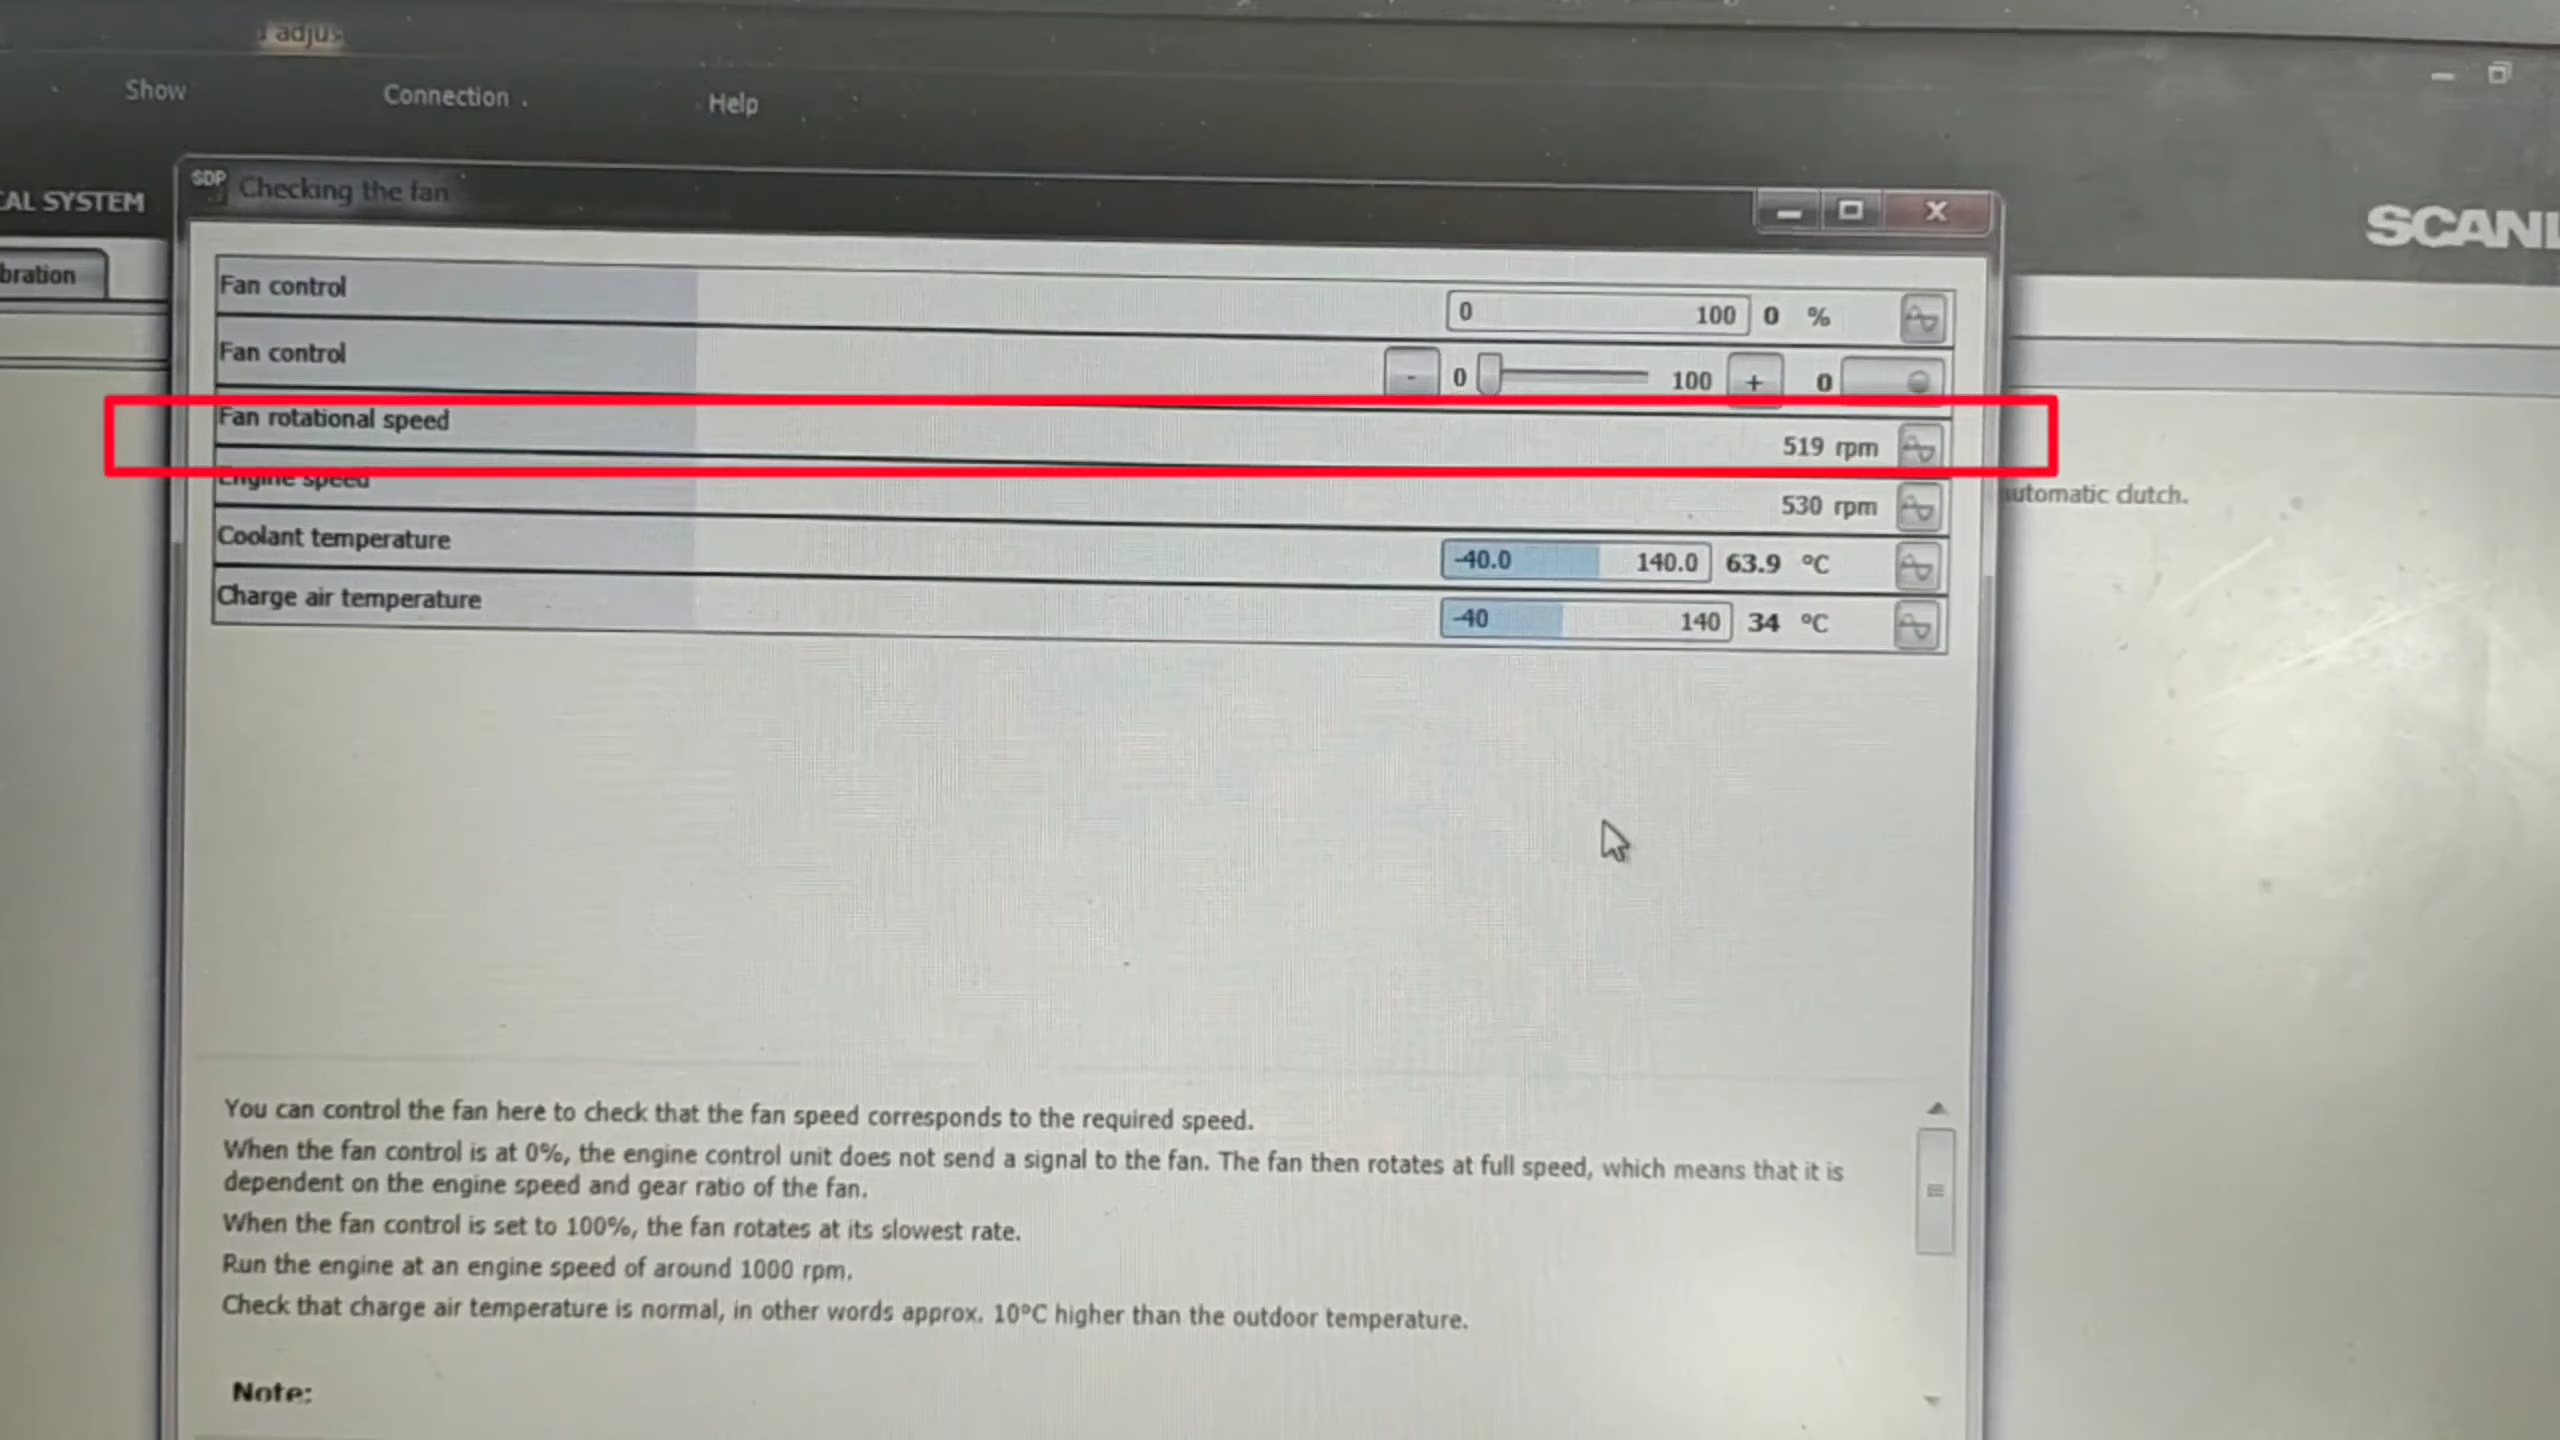 adjus
Show Connection Help
CAL SYSTEM
SDP Checking the fan
SCANI
bration
Fan control 0 100 0 %
Fan control - 0 100 + 0
Fan rotational speed 519 rpm
Engine speed 530 rpm
utomatic clutch.
Coolant temperature -40.0 140.0 63.9 °C
Charge air temperature -40 140 34 °C
You can control the fan here to check that the fan speed corresponds to the required speed.
When the fan control is at 0%, the engine control unit does not send a signal to the fan. The fan then rotates at full speed, which means that it is
dependent on the engine speed and gear ratio of the fan.
When the fan control is set to 100%, the fan rotates at its slowest rate.
Run the engine at an engine speed of around 1000 rpm.
Check that charge air temperature is normal, in other words approx. 10°C higher than the outdoor temperature.
Note: